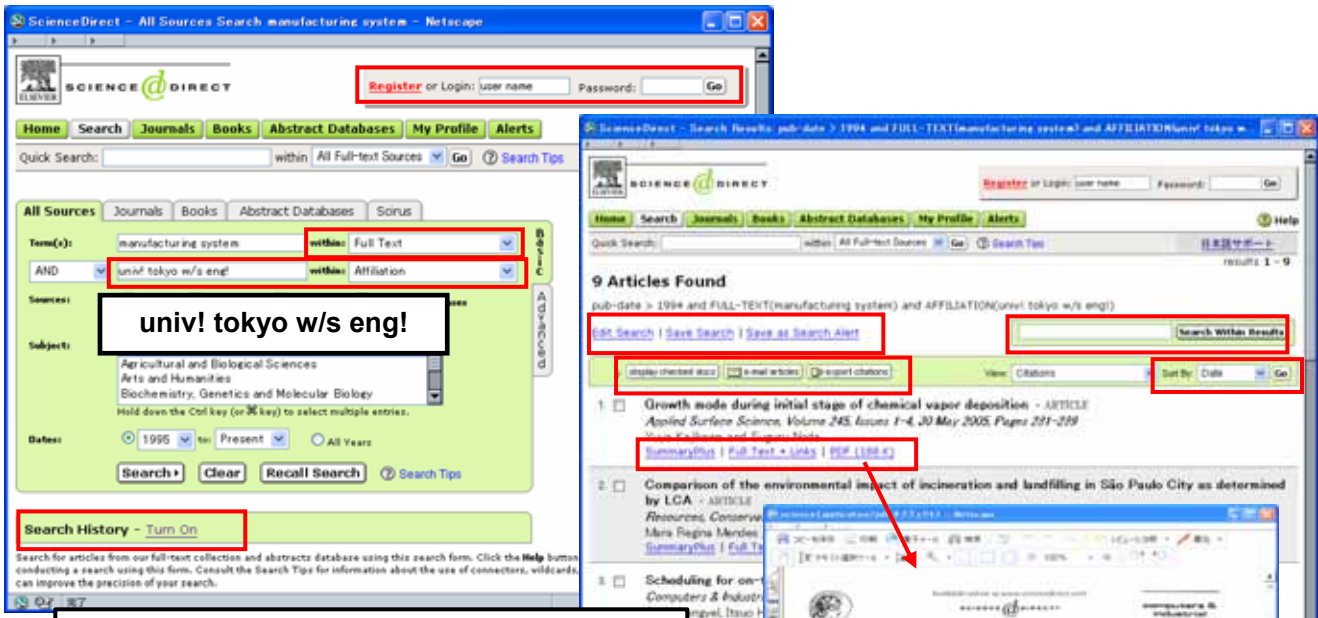 ScienceDirect - All Sources Search manufacturing system - Netscape
ELSEVIER
SCIENCE @ DIRECT
Register or Login: user name Password: Go
Home Search Journals Books Abstract Databases My Profile Alerts
Quick Search: within All Full-text Sources Go ? Search Tips
All Sources Journals Books Abstract Databases Scirus
Term(s): manufacturing system within: Full Text
AND univ! tokyo w/s eng! within: Affiliation
Basic
Advanced
Sources:
univ! tokyo w/s eng!
Subject:
Agricultural and Biological Sciences
Arts and Humanities
Biochemistry, Genetics and Molecular Biology
Hold down the Ctrl key (or ⌘ key) to select multiple entries.
Dates: 1995 to: Present All Years
Search Clear Recall Search ? Search Tips
Search History - Turn On
Search for articles from our full-text collection and abstracts database using this search form. Click the Help button
conducting a search using this form. Consult the Search Tips for information about the use of connectors, wildcards,
can improve the precision of your search.
完了
ScienceDirect - Search Results: pub-date > 1994 and FULL-TEXT(manufacturing system) and AFFILIATION(univ! tokyo w...
SCIENCE @ DIRECT
Register or Login: user name Password: Go
Home Search Journals Books Abstract Databases My Profile Alerts ? Help
Quick Search: within All Full-text Sources Go ? Search Tips 日本語サポート
results 1 - 9
9 Articles Found
pub-date > 1994 and FULL-TEXT(manufacturing system) and AFFILIATION(univ! tokyo w/s eng!)
Edit Search | Save Search | Save as Search Alert
Search Within Results
display checked docs e-mail articles export citations View: Citations Sort By: Date Go
1. Growth mode during initial stage of chemical vapor deposition - ARTICLE
Applied Surface Science, Volume 245, Issues 1-4, 30 May 2005, Pages 281-289
SummaryPlus | Full Text + Links | PDF (188 K)
2. Comparison of the environmental impact of incineration and landfilling in São Paulo City as determined
by LCA - ARTICLE
Resources, Conserva
Mara Regina Mendes
SummaryPlus | Full Te
3. Scheduling for on-t
Computers & Industr
computers &
industrial